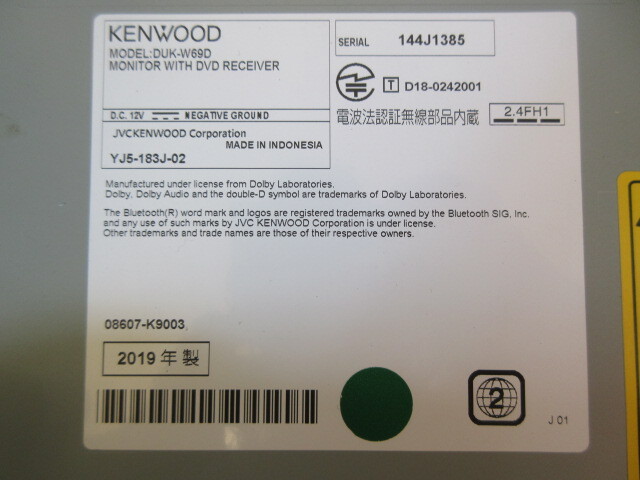 KENWOOD
MODEL:DUK-W69D
MONITOR WITH DVD RECEIVER
D.C. 12V NEGATIVE GROUND
JVCKENWOOD Corporation
MADE IN INDONESIA
YJ5-183J-02
SERIAL 144J1385
T D18-0242001
電波法認証無線部品内蔵 2.4FH1
Manufactured under license from Dolby Laboratories.
Dolby, Dolby Audio and the double-D symbol are trademarks of Dolby Laboratories.
The Bluetooth(R) word mark and logos are registered trademarks owned by the Bluetooth SIG, Inc.
and any use of such marks by JVC KENWOOD Corporation is under license.
Other trademarks and trade names are those of their respective owners.
08607-K9003
2019年製
2
J 01